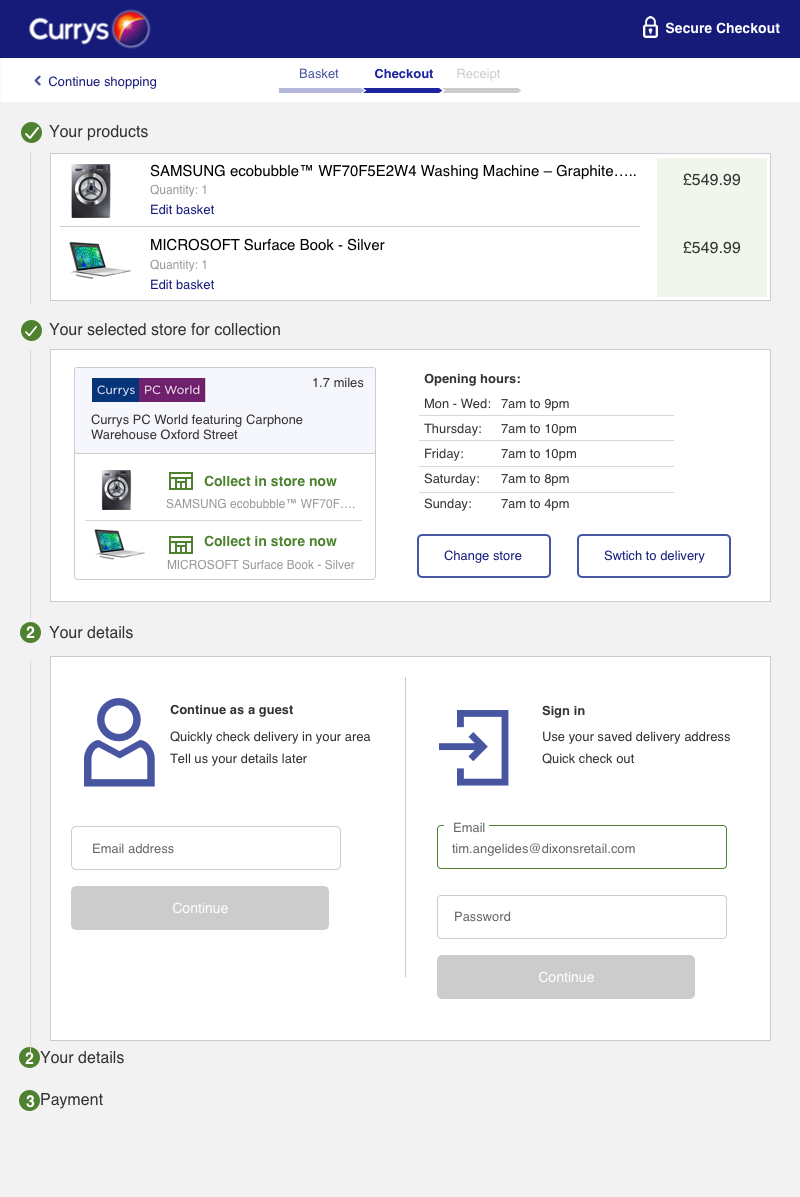 Currys
Secure Checkout
Continue shopping
Basket
Checkout
Receipt
Your products
SAMSUNG ecobubble™ WF70F5E2W4 Washing Machine – Graphite…..
Quantity: 1
Edit basket
£549.99
MICROSOFT Surface Book - Silver
Quantity: 1
Edit basket
£549.99
Your selected store for collection
Currys PC World
1.7 miles
Currys PC World featuring Carphone
Warehouse Oxford Street
Collect in store now
SAMSUNG ecobubble™ WF70F….
Collect in store now
MICROSOFT Surface Book - Silver
Opening hours:
Mon - Wed: 7am to 9pm
Thursday: 7am to 10pm
Friday: 7am to 10pm
Saturday: 7am to 8pm
Sunday: 7am to 4pm
Change store
Swtich to delivery
2 Your details
Continue as a guest
Quickly check delivery in your area
Tell us your details later
Email address
Continue
Sign in
Use your saved delivery address
Quick check out
Email
tim.angelides@dixonsretail.com
Password
Continue
2 Your details
3 Payment